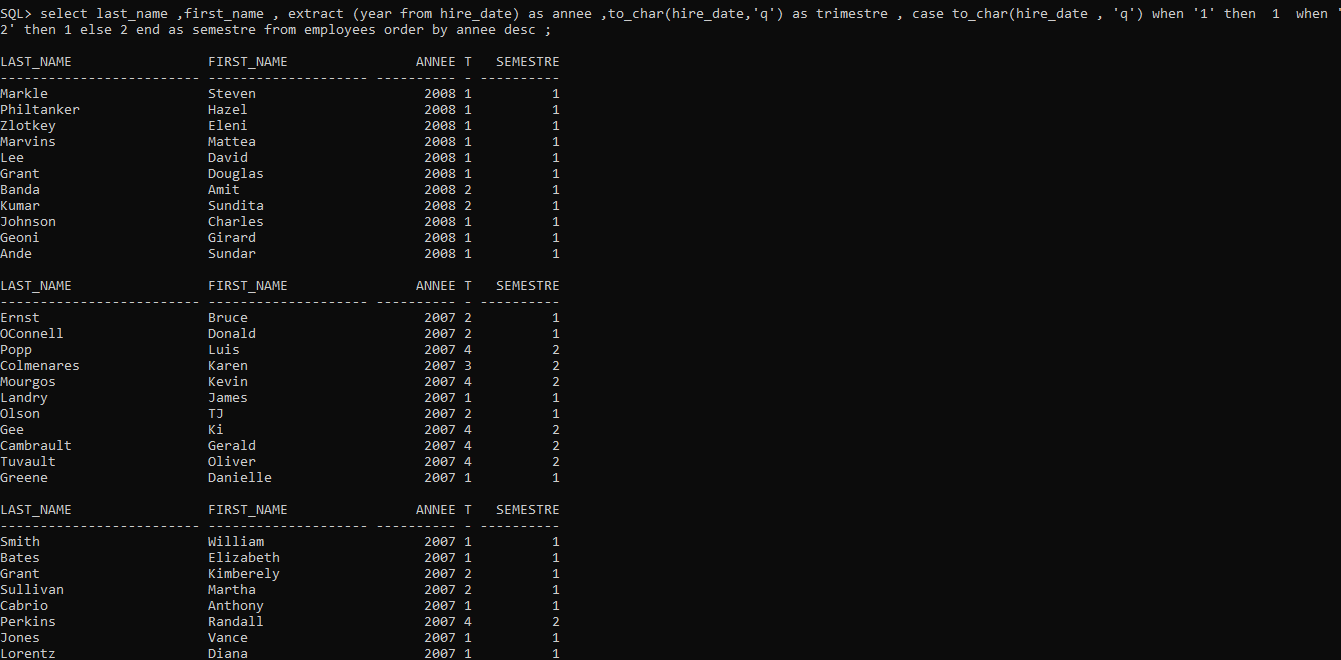 SQL> select last_name ,first_name , extract (year from hire_date) as annee ,to_char(hire_date,'q') as trimestre , case to_char(hire_date , 'q') when '1' then  1  when '
2' then 1 else 2 end as semestre from employees order by annee desc ;
LAST_NAME                 FIRST_NAME                ANNEE T   SEMESTRE
------------------------- -------------------- ---------- - ----------
Markle                    Steven                     2008 1          1
Philtanker                Hazel                      2008 1          1
Zlotkey                   Eleni                      2008 1          1
Marvins                   Mattea                     2008 1          1
Lee                       David                      2008 1          1
Grant                     Douglas                    2008 1          1
Banda                     Amit                       2008 2          1
Kumar                     Sundita                    2008 2          1
Johnson                   Charles                    2008 1          1
Geoni                     Girard                     2008 1          1
Ande                      Sundar                     2008 1          1
LAST_NAME                 FIRST_NAME                ANNEE T   SEMESTRE
------------------------- -------------------- ---------- - ----------
Ernst                     Bruce                      2007 2          1
OConnell                  Donald                     2007 2          1
Popp                      Luis                       2007 4          2
Colmenares                Karen                      2007 3          2
Mourgos                   Kevin                      2007 4          2
Landry                    James                      2007 1          1
Olson                     TJ                         2007 2          1
Gee                       Ki                         2007 4          2
Cambrault                 Gerald                     2007 4          2
Tuvault                   Oliver                     2007 4          2
Greene                    Danielle                   2007 1          1
LAST_NAME                 FIRST_NAME                ANNEE T   SEMESTRE
------------------------- -------------------- ---------- - ----------
Smith                     William                    2007 1          1
Bates                     Elizabeth                  2007 1          1
Grant                     Kimberely                  2007 2          1
Sullivan                  Martha                     2007 2          1
Cabrio                    Anthony                    2007 1          1
Perkins                   Randall                    2007 4          2
Jones                     Vance                      2007 1          1
Lorentz                   Diana                      2007 1          1